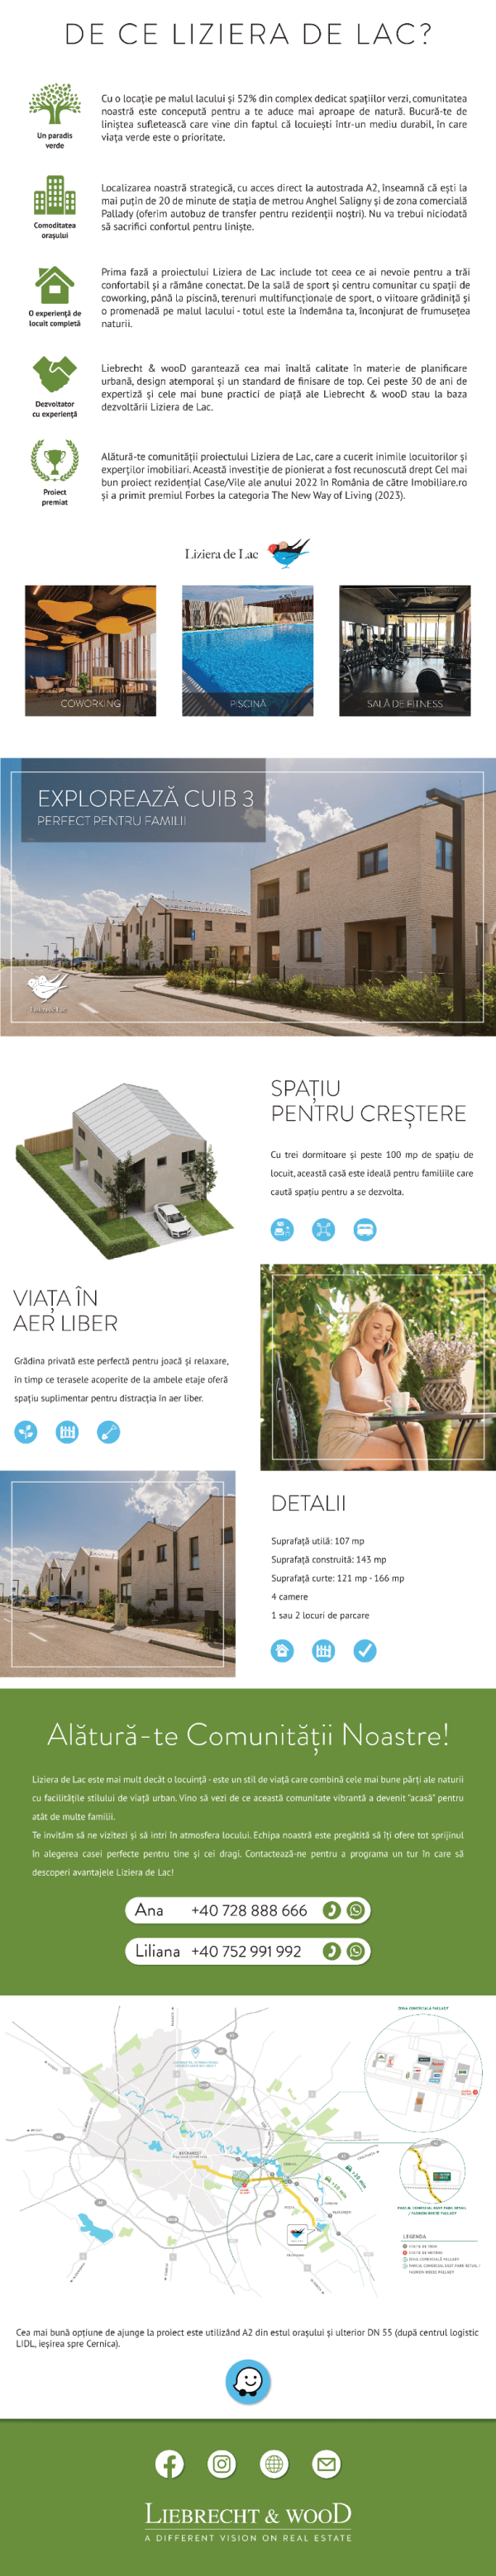 DE CE LIZIERA DE LAC?
Un paradis
verde
Cu o locație pe malul lacului și 52% din complex dedicat spațiilor verzi, comunitatea
noastră este concepută pentru a te aduce mai aproape de natură. Bucură-te de
liniștea sufletească care vine din faptul că locuiești într-un mediu durabil, în care
viața verde este o prioritate.
Comoditatea
orașului
Localizarea noastră strategică, cu acces direct la autostrada A2, înseamnă că ești la
mai puțin de 20 de minute de stația de metrou Anghel Saligny și de zona comercială
Pallady (oferim autobuz de transfer pentru rezidenții noștri). Nu va trebui niciodată
să sacrifici confortul pentru liniște.
O experiență de
locuit completă
Prima fază a proiectului Liziera de Lac include tot ceea ce ai nevoie pentru a trăi
confortabil și a rămâne conectat. De la sală de sport și centru comunitar cu spații de
coworking, până la piscină, terenuri multifuncționale de sport, o viitoare grădiniță și
o promenadă pe malul lacului - totul este la îndemâna ta, înconjurat de frumusețea
naturii.
Dezvoltator
cu experiență
Liebrecht & wooD garantează cea mai înaltă calitate în materie de planificare
urbană, design atemporal și un standard de finisare de top. Cei peste 30 de ani de
expertiză și cele mai bune practici de piață ale Liebrecht & wooD stau la baza
dezvoltării Liziera de Lac.
Proiect
premiat
Alătură-te comunității proiectului Liziera de Lac, care a cucerit inimile locuitorilor și
experților imobiliari. Această investiție de pionierat a fost recunoscută drept Cel mai
bun proiect rezidențial Case/Vile ale anului 2022 în România de către Imobiliare.ro
și a primit premiul Forbes la categoria The New Way of Living (2023).
Liziera de Lac
COWORKING
PISCINĂ
SALĂ DE FITNESS
EXPLOREAZĂ CUIB 3
PERFECT PENTRU FAMILII
Liziera de Lac
SPAȚIU
PENTRU CREȘTERE
Cu trei dormitoare și peste 100 mp de spațiu de
locuit, această casă este ideală pentru familiile care
caută spațiu pentru a se dezvolta.
VIAȚA ÎN
AER LIBER
Grădina privată este perfectă pentru joacă și relaxare,
în timp ce terasele acoperite de la ambele etaje oferă
spațiu suplimentar pentru distracția în aer liber.
DETALII
Suprafață utilă: 107 mp
Suprafață construită: 143 mp
Suprafață curte: 121 mp - 166 mp
4 camere
1 sau 2 locuri de parcare
Alătură-te Comunității Noastre!
Liziera de Lac este mai mult decât o locuință - este un stil de viață care combină cele mai bune părți ale naturii
cu facilitățile stilului de viață urban. Vino să vezi de ce această comunitate vibrantă a devenit "acasă" pentru
atât de multe familii.
Te invităm să ne vizitezi și să intri în atmosfera locului. Echipa noastră este pregătită să îți ofere tot sprijinul
în alegerea casei perfecte pentru tine și cei dragi. Contactează-ne pentru a programa un tur în care să
descoperi avantajele Liziera de Lac!
Ana +40 728 888 666
Liliana +40 752 991 992
ZONA COMERCIALĂ PALLADY
LEGENDA
Cea mai bună opțiune de ajunge la proiect este utilizând A2 din estul orașului și ulterior DN 55 (după centrul logistic
LIDL, ieșirea spre Cernica).
LIEBRECHT & WOOD
A DIFFERENT VISION ON REAL ESTATE